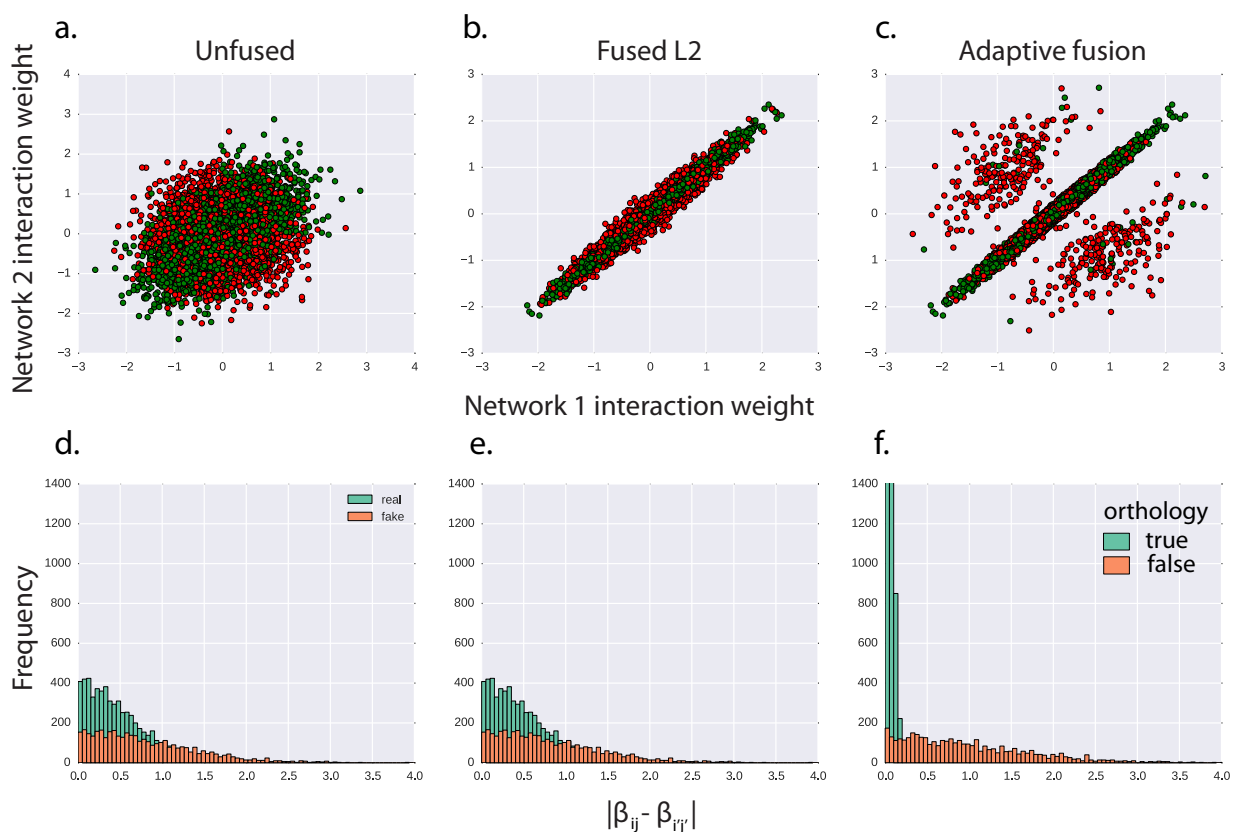 a.
b.
c.
Unfused
Fused L2
Adaptive fusion
Network 2 interaction weight
4
3
2
1
0
−1
−2
−3
−3 −2 −1 0 1 2 3 4
3
2
1
0
−1
−2
−3
−3 −2 −1 0 1 2 3
3
2
1
0
−1
−2
−3
−3 −2 −1 0 1 2 3
Network 1 interaction weight
d.
e.
f.
Frequency
1400
1200
1000
800
600
400
200
0
real
fake
0.0 0.5 1.0 1.5 2.0 2.5 3.0 3.5 4.0
1400
1200
1000
800
600
400
200
0
0.0 0.5 1.0 1.5 2.0 2.5 3.0 3.5 4.0
1400
1200
1000
800
600
400
200
0
orthology
true
false
0.0 0.5 1.0 1.5 2.0 2.5 3.0 3.5 4.0
|βij - βi'j'|